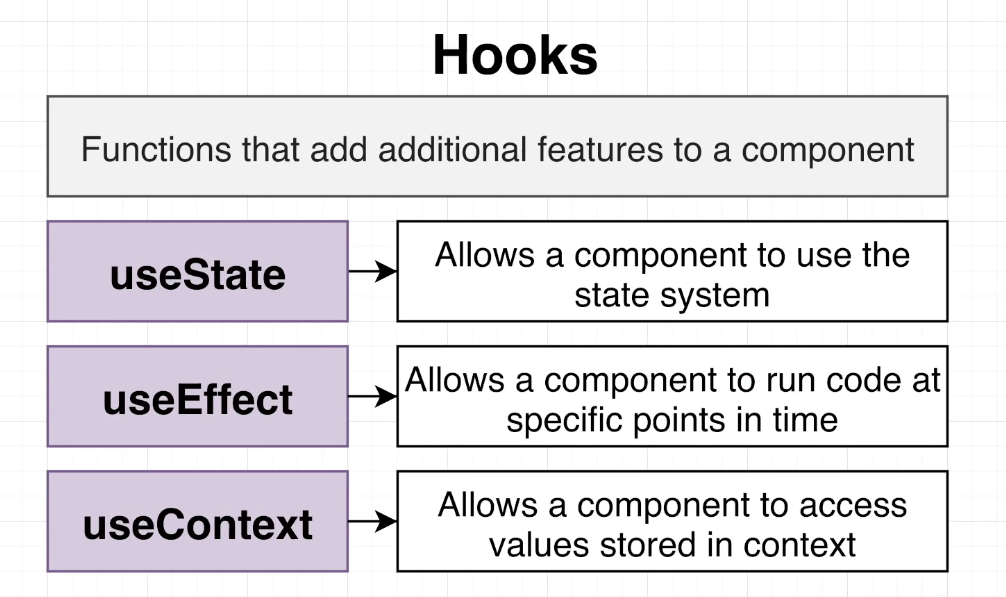 Hooks
Functions that add additional features to a component
useState
Allows a component to use the
state system
useEffect
Allows a component to run code at
specific points in time
useContext
Allows a component to access
values stored in context